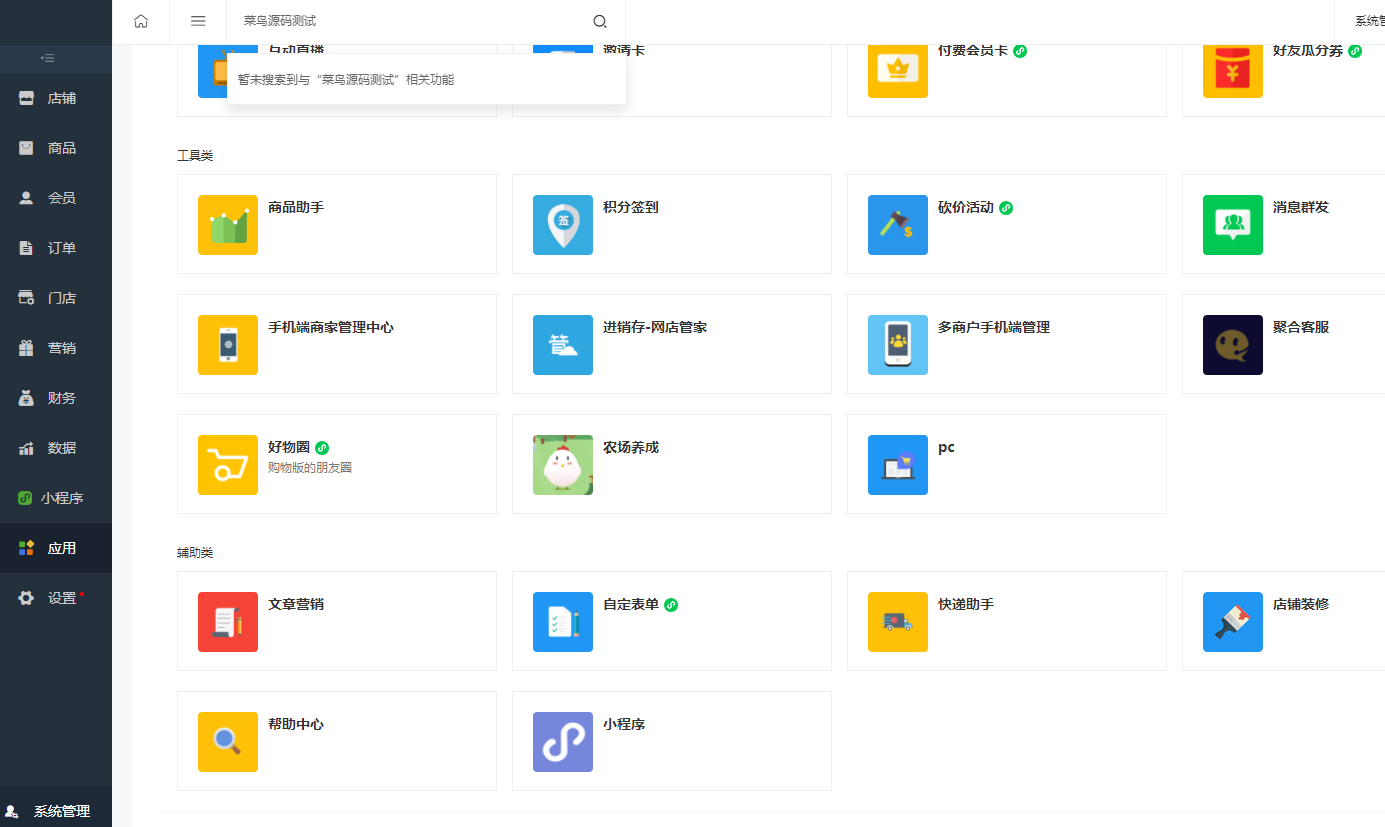 菜鸟源码测试
系统管
互动直播
邀请卡
付费会员卡
好友瓜分券
暂未搜索到与“菜鸟源码测试”相关功能
店铺
商品
会员
订单
门店
营销
财务
数据
小程序
应用
设置
系统管理
工具类
商品助手
积分签到
签
砍价活动
消息群发
手机端商家管理中心
进销存-网店管家
管
多商户手机端管理
聚合客服
好物圈
购物版的朋友圈
农场养成
pc
辅助类
文章营销
自定表单
快递助手
店铺装修
帮助中心
小程序